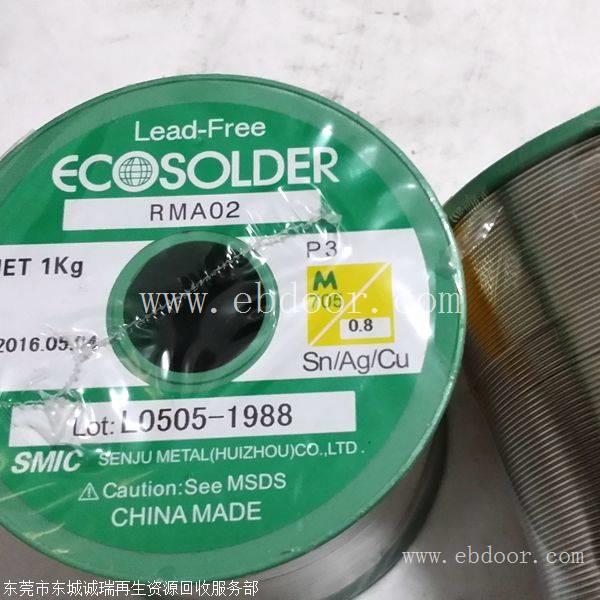 Lead-Free
ECOSOLDER
RMA02
NET 1Kg
P3
M
705
0.8
2016.05.04
Sn/Ag/Cu
www.ebdoor.com
Lot: L0505-1988
SMIC SENJU METAL(HUIZHOU)CO.,LTD.
⚠Caution:See MSDS
CHINA MADE
www.ebdoor.com
东莞市东城诚瑞再生资源回收服务部